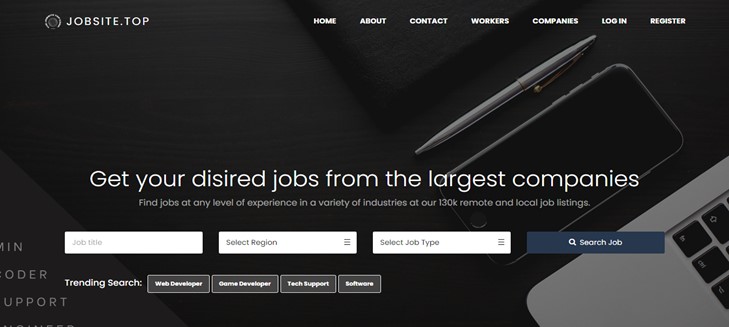 JOBSITE.TOP
HOME ABOUT CONTACT WORKERS COMPANIES LOG IN REGISTER
Get your disired jobs from the largest companies
Find jobs at any level of experience in a variety of industries at our 130k remote and local job listings.
Job title Select Region Select Job Type Search Job
MIN
CODER
Trending Search: Web Developer Game Developer Tech Support Software
UPPORT